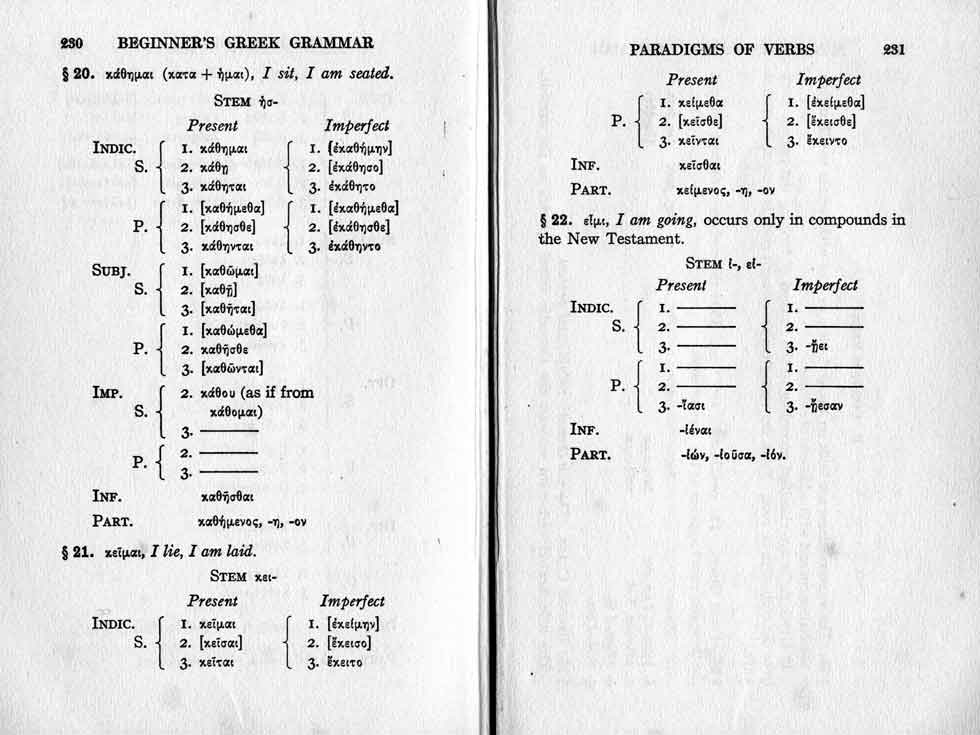 230 BEGINNER'S GREEK GRAMMAR
§ 20. κάθημαι (κατα + ἡμαι), I sit, I am seated.
STEM ἡσ-
Present Imperfect
INDIC. 1. κάθημαι 1. [ἐκαθήμην]
S. 2. κάθῃ 2. [ἐκάθησο]
3. κάθηται 3. ἐκάθητο
1. [καθήμεθα] 1. [ἐκαθήμεθα]
P. 2. [κάθησθε] 2. [ἐκάθησθε]
3. κάθηνται 3. ἐκάθηντο
SUBJ. 1. [καθῶμαι]
S. 2. [καθῇ]
3. [καθῆται]
1. [καθώμεθα]
P. 2. καθῆσθε
3. [καθῶνται]
IMP. 2. κάθου (as if from
S. κάθομαι)
3. ———
P. 2. ———
3. ———
INF. καθῆσθαι
PART. καθήμενος, -η, -ον
§ 21. κεῖμαι, I lie, I am laid.
STEM κει-
Present Imperfect
INDIC. 1. κεῖμαι 1. [ἐκείμην]
S. 2. [κεῖσαι] 2. [ἔκεισο]
3. κεῖται 3. ἔκειτο
PARADIGMS OF VERBS 231
Present Imperfect
1. κείμεθα 1. [ἐκείμεθα]
P. 2. [κεῖσθε] 2. [ἔκεισθε]
3. κεῖνται 3. ἔκειντο
INF. κεῖσθαι
PART. κείμενος, -η, -ον
§ 22. εἶμι, I am going, occurs only in compounds in
the New Testament.
STEM ἰ-, εἰ-
Present Imperfect
INDIC. 1. ——— 1. ———
S. 2. ——— 2. ———
3. ——— 3. -ῄει
1. ——— 1. ———
P. 2. ——— 2. ———
3. -ἴασι 3. -ῄεσαν
INF. -ἰέναι
PART. -ἰών, -ἰοῦσα, -ἰόν.